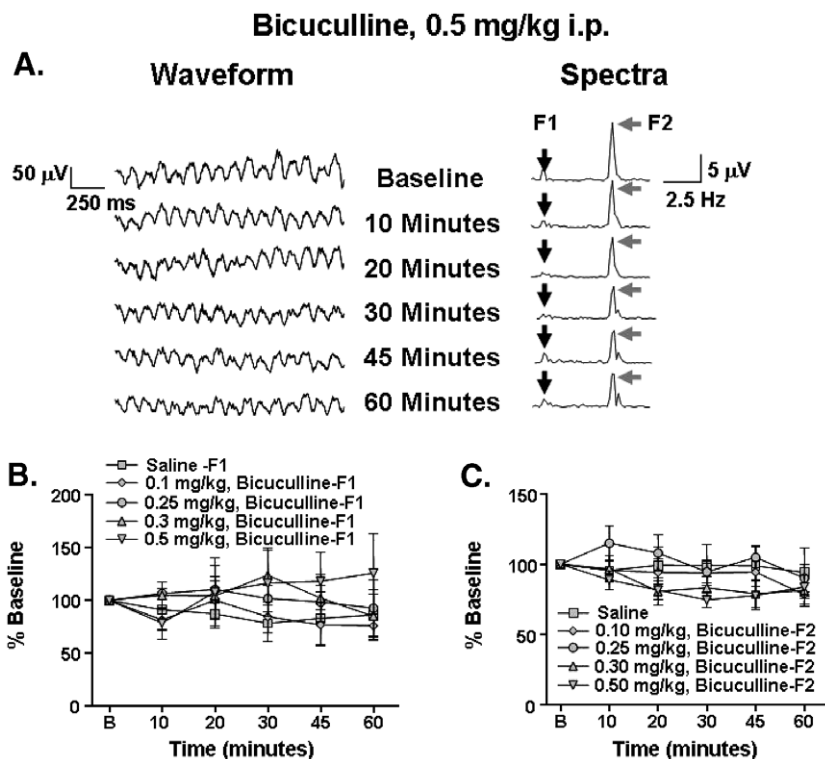 Bicuculline, 0.5 mg/kg i.p.
A.
Waveform
Spectra
F1
F2
50 µV
250 ms
Baseline
10 Minutes
20 Minutes
30 Minutes
45 Minutes
60 Minutes
5 µV
2.5 Hz
B.
Saline -F1
0.1 mg/kg, Bicuculline-F1
0.25 mg/kg, Bicuculline-F1
0.3 mg/kg, Bicuculline-F1
0.5 mg/kg, Bicuculline-F1
% Baseline
200
150
100
50
0
B 10 20 30 45 60
Time (minutes)
C.
% Baseline
150
100
50
0
Saline
0.10 mg/kg, Bicuculline-F2
0.25 mg/kg, Bicuculline-F2
0.30 mg/kg, Bicuculline-F2
0.50 mg/kg, Bicuculline-F2
B 10 20 30 45 60
Time (minutes)